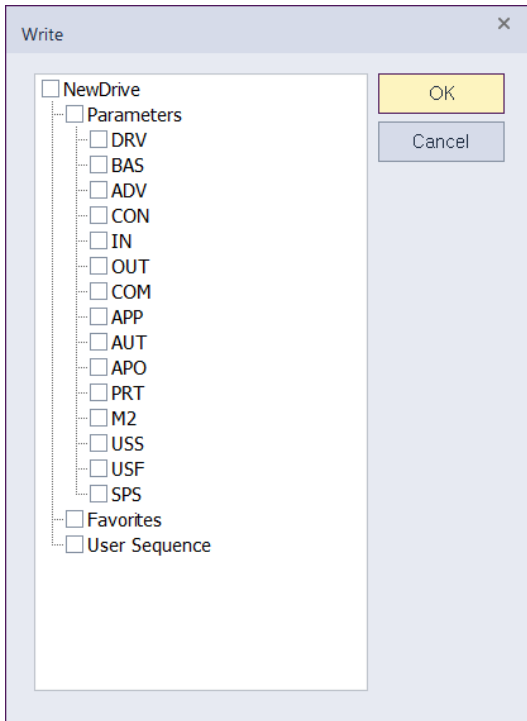 Write
NewDrive
Parameters
DRV
BAS
ADV
CON
IN
OUT
COM
APP
AUT
APO
PRT
M2
USS
USF
SPS
Favorites
User Sequence
OK
Cancel